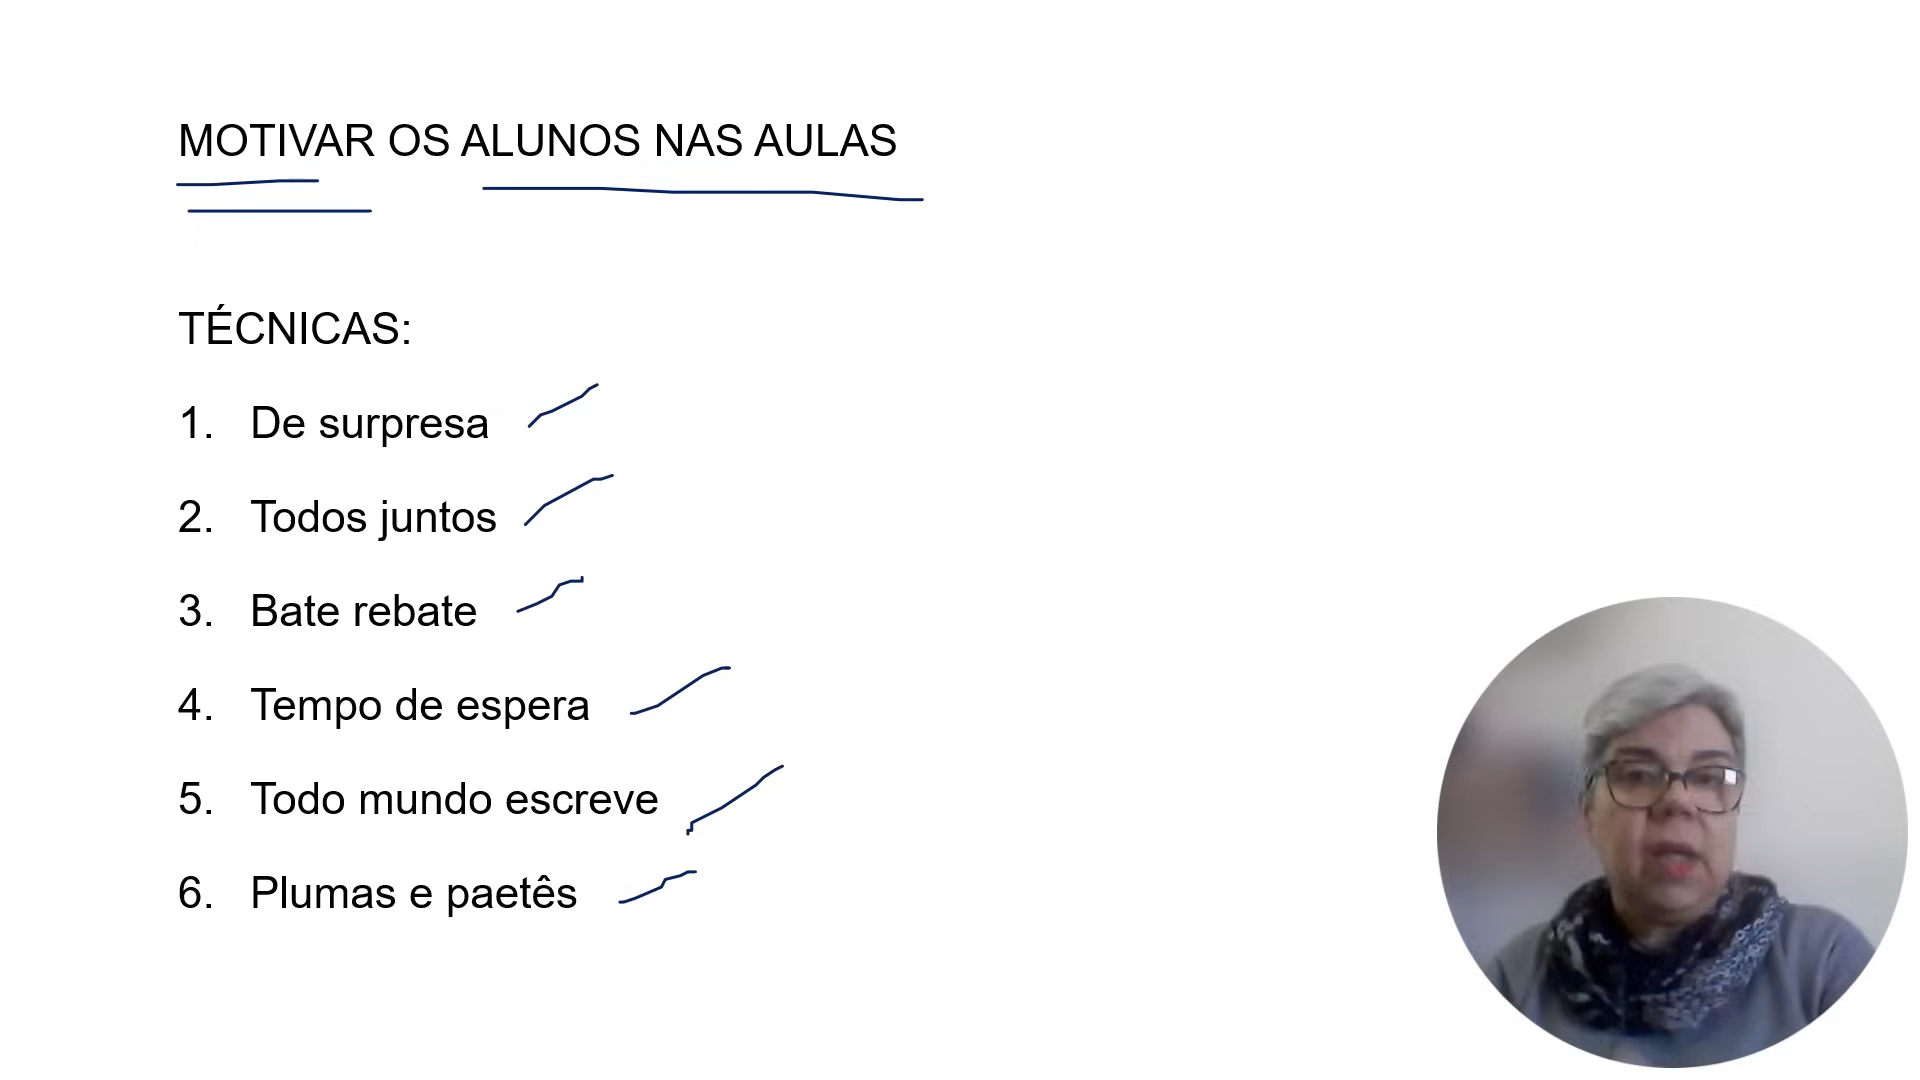 MOTIVAR OS ALUNOS NAS AULAS
TÉCNICAS:
1. De surpresa
2. Todos juntos
3. Bate rebate
4. Tempo de espera
5. Todo mundo escreve
6. Plumas e paetês